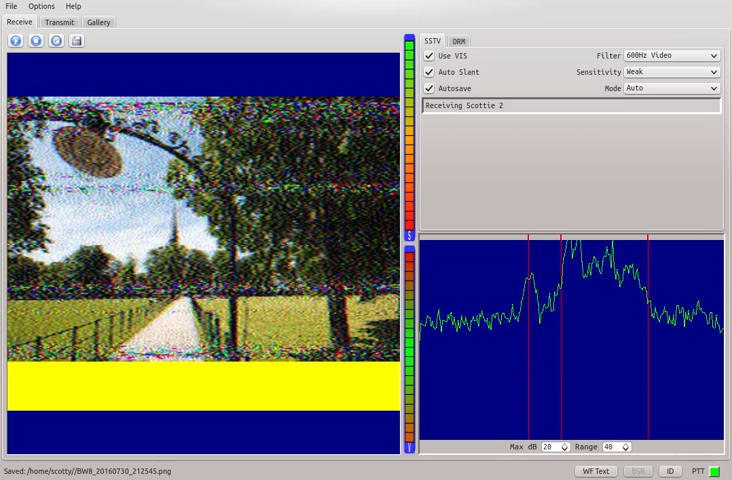 File Options Help
Receive Transmit Gallery
SSTV DRM
Use VIS Filter 600Hz Video
Auto Slant Sensitivity Weak
Autosave Mode Auto
Receiving Scottie 2
S
V
Max dB 20 Range 40
Saved: /home/scotty//BW8_20160730_212545.png WF Text BSR ID PTT